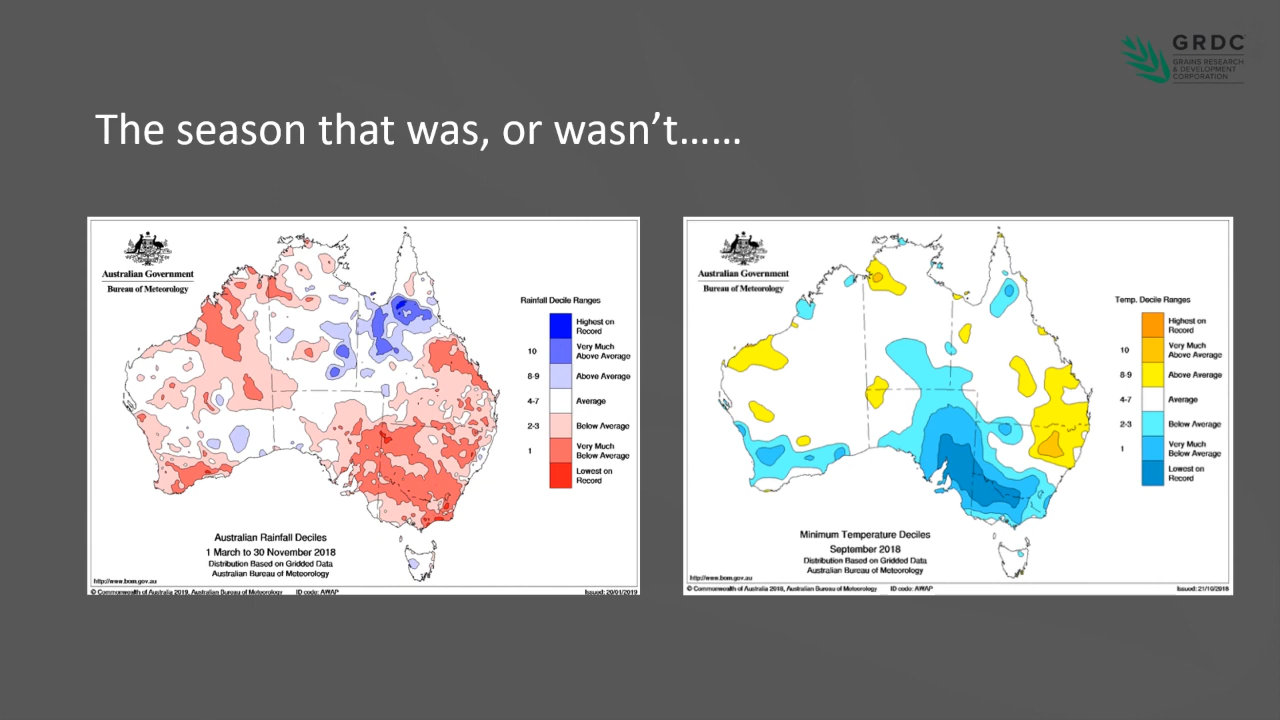 GRDC
GRAINS RESEARCH
& DEVELOPMENT
CORPORATION
The season that was, or wasn't……
Australian Government
Bureau of Meteorology
Rainfall Decile Ranges
Highest on
Record
10 Very Much
Above Average
8-9 Above Average
4-7 Average
2-3 Below Average
1 Very Much
Below Average
Lowest on
Record
Australian Rainfall Deciles
1 March to 30 November 2018
Distribution Based on Gridded Data
Australian Bureau of Meteorology
http://www.bom.gov.au
© Commonwealth of Australia 2019, Australian Bureau of Meteorology ID code: AWAP Issued: 20/01/2019
Australian Government
Bureau of Meteorology
Temp. Decile Ranges
Highest on
Record
10 Very Much
Above Average
8-9 Above Average
4-7 Average
2-3 Below Average
1 Very Much
Below Average
Lowest on
Record
Minimum Temperature Deciles
September 2018
Distribution Based on Gridded Data
Australian Bureau of Meteorology
http://www.bom.gov.au
© Commonwealth of Australia 2018, Australian Bureau of Meteorology ID code: AWAP Issued: 21/10/2018